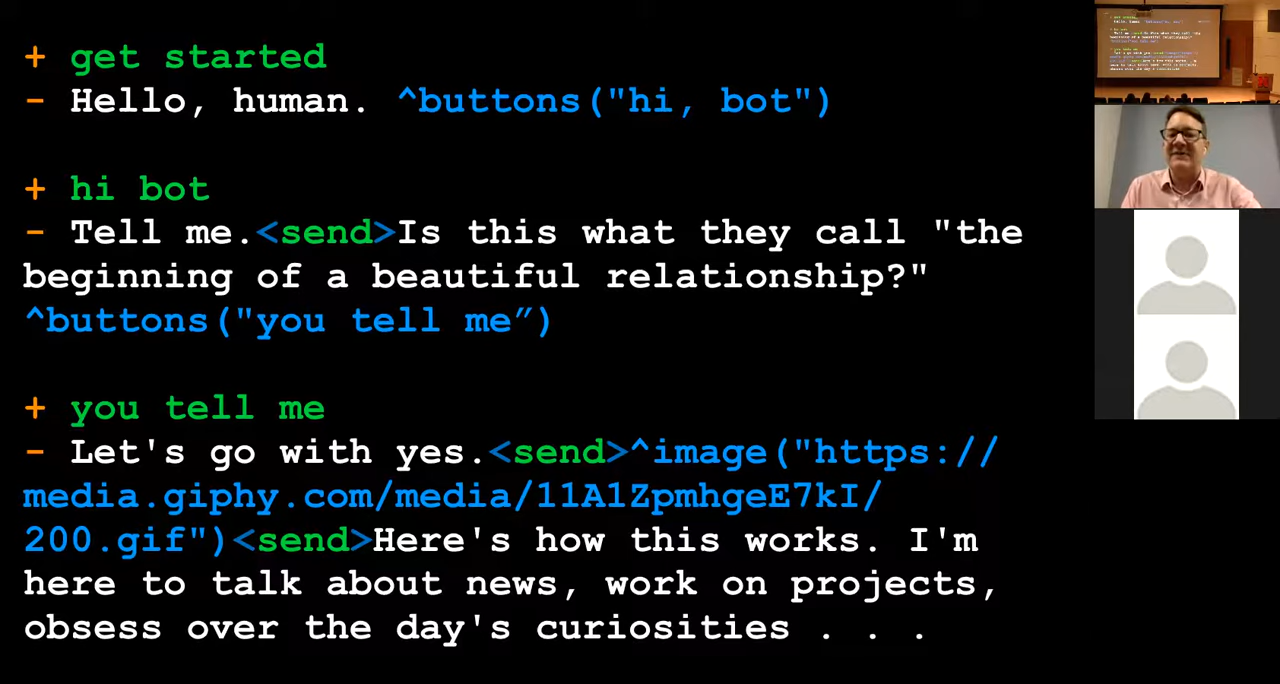 + get started
- Hello, human. ^buttons("hi, bot")
+ hi bot
- Tell me.<send>Is this what they call "the
beginning of a beautiful relationship?"
^buttons("you tell me”)
+ you tell me
- Let's go with yes.<send>^image("https://
media.giphy.com/media/11A1ZpmhgeE7kI/
200.gif")<send>Here's how this works. I'm
here to talk about news, work on projects,
obsess over the day's curiosities . . .